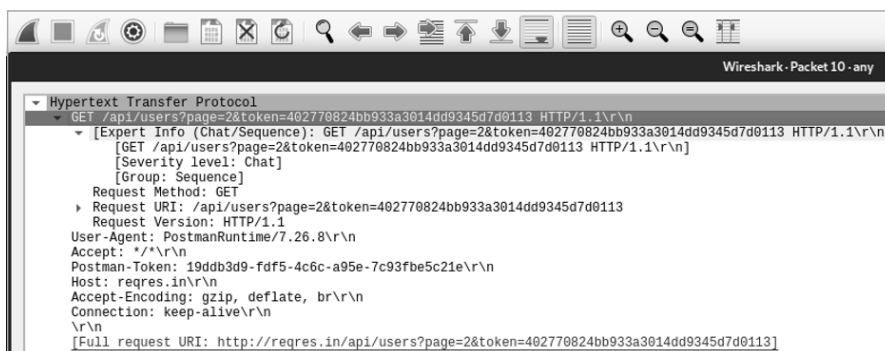 Wireshark · Packet 10 · any
Hypertext Transfer Protocol
GET /api/users?page=2&token=402770824bb933a3014dd9345d7d0113 HTTP/1.1\r\n
[Expert Info (Chat/Sequence): GET /api/users?page=2&token=402770824bb933a3014dd9345d7d0113 HTTP/1.1\r\n
[GET /api/users?page=2&token=402770824bb933a3014dd9345d7d0113 HTTP/1.1\r\n]
[Severity level: Chat]
[Group: Sequence]
Request Method: GET
Request URI: /api/users?page=2&token=402770824bb933a3014dd9345d7d0113
Request Version: HTTP/1.1
User-Agent: PostmanRuntime/7.26.8\r\n
Accept: */*\r\n
Postman-Token: 19ddb3d9-fdf5-4c6c-a95e-7c93fbe5c21e\r\n
Host: reqres.in\r\n
Accept-Encoding: gzip, deflate, br\r\n
Connection: keep-alive\r\n
\r\n
[Full request URI: http://reqres.in/api/users?page=2&token=402770824bb933a3014dd9345d7d0113]